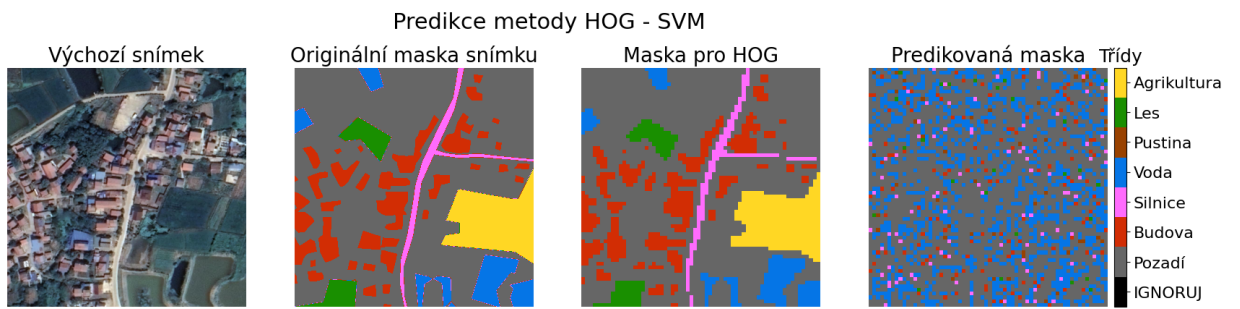 Predikce metody HOG - SVM
Výchozí snímek
Originální maska snímku
Maska pro HOG
Predikovaná maska
Třídy
Agrikultura
Les
Pustina
Voda
Silnice
Budova
Pozadí
IGNORUJ